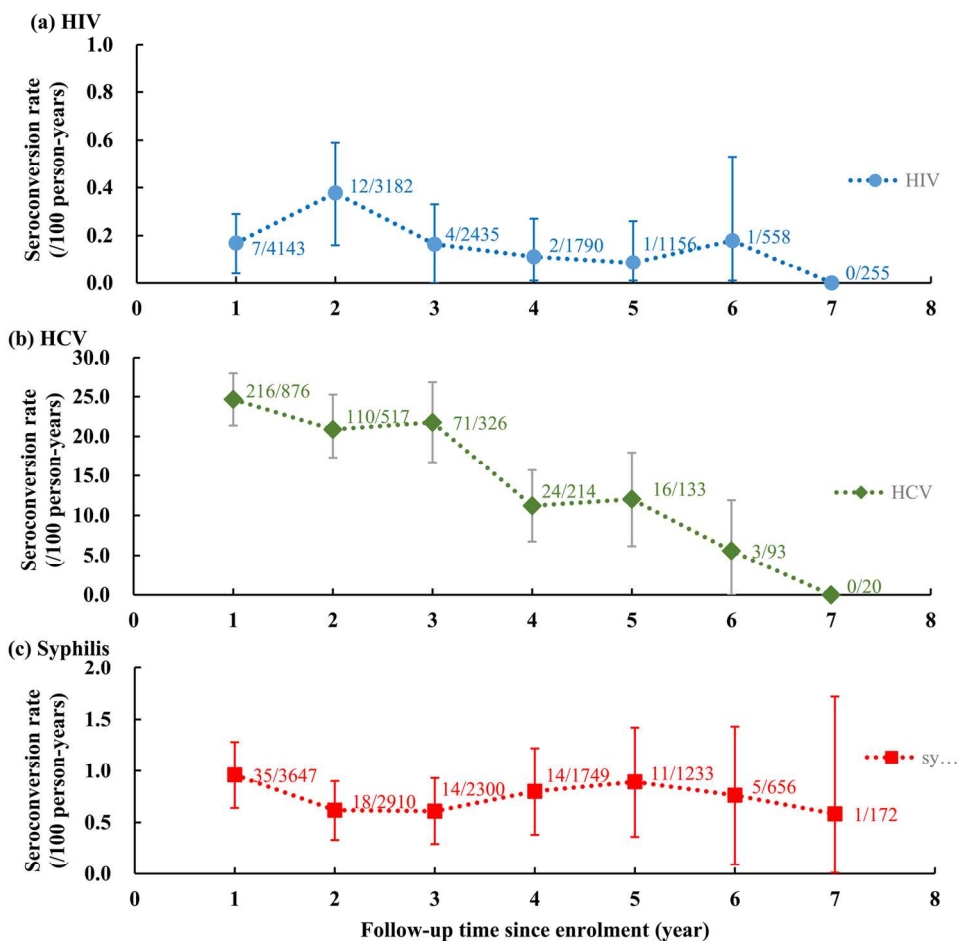 (a) HIV
Seroconversion rate
(/100 person-years)
1.0
0.8
0.6
0.4
0.2
0.0
7/4143
12/3182
4/2435
2/1790
1/1156
1/558
0/255
HIV
0 1 2 3 4 5 6 7 8
(b) HCV
Seroconversion rate
(/100 person-years)
30.0
25.0
20.0
15.0
10.0
5.0
0.0
216/876
110/517
71/326
24/214
16/133
3/93
0/20
HCV
0 1 2 3 4 5 6 7 8
(c) Syphilis
Seroconversion rate
(/100 person-years)
2.0
1.5
1.0
0.5
0.0
35/3647
18/2910
14/2300
14/1749
11/1233
5/656
1/172
sy…
0 1 2 3 4 5 6 7 8
Follow-up time since enrolment (year)